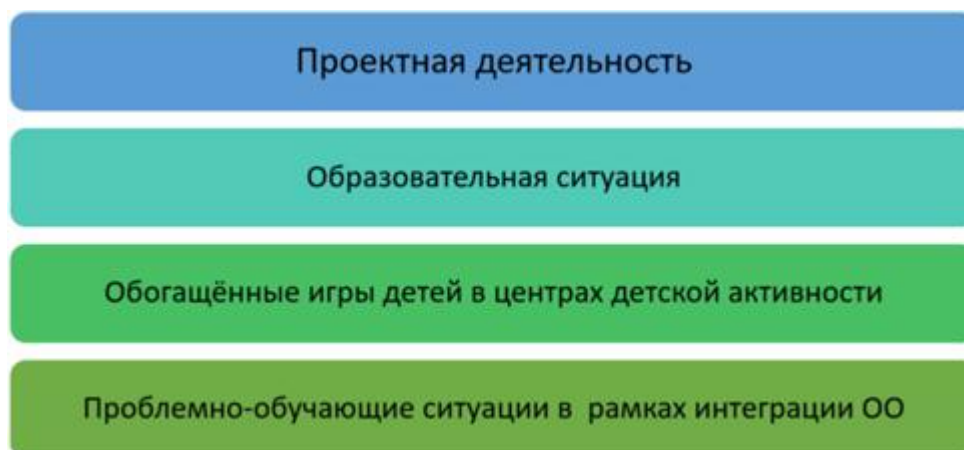 Проектная деятельность
Образовательная ситуация
Обогащённые игры детей в центрах детской активности
Проблемно-обучающие ситуации в рамках интеграции ОО